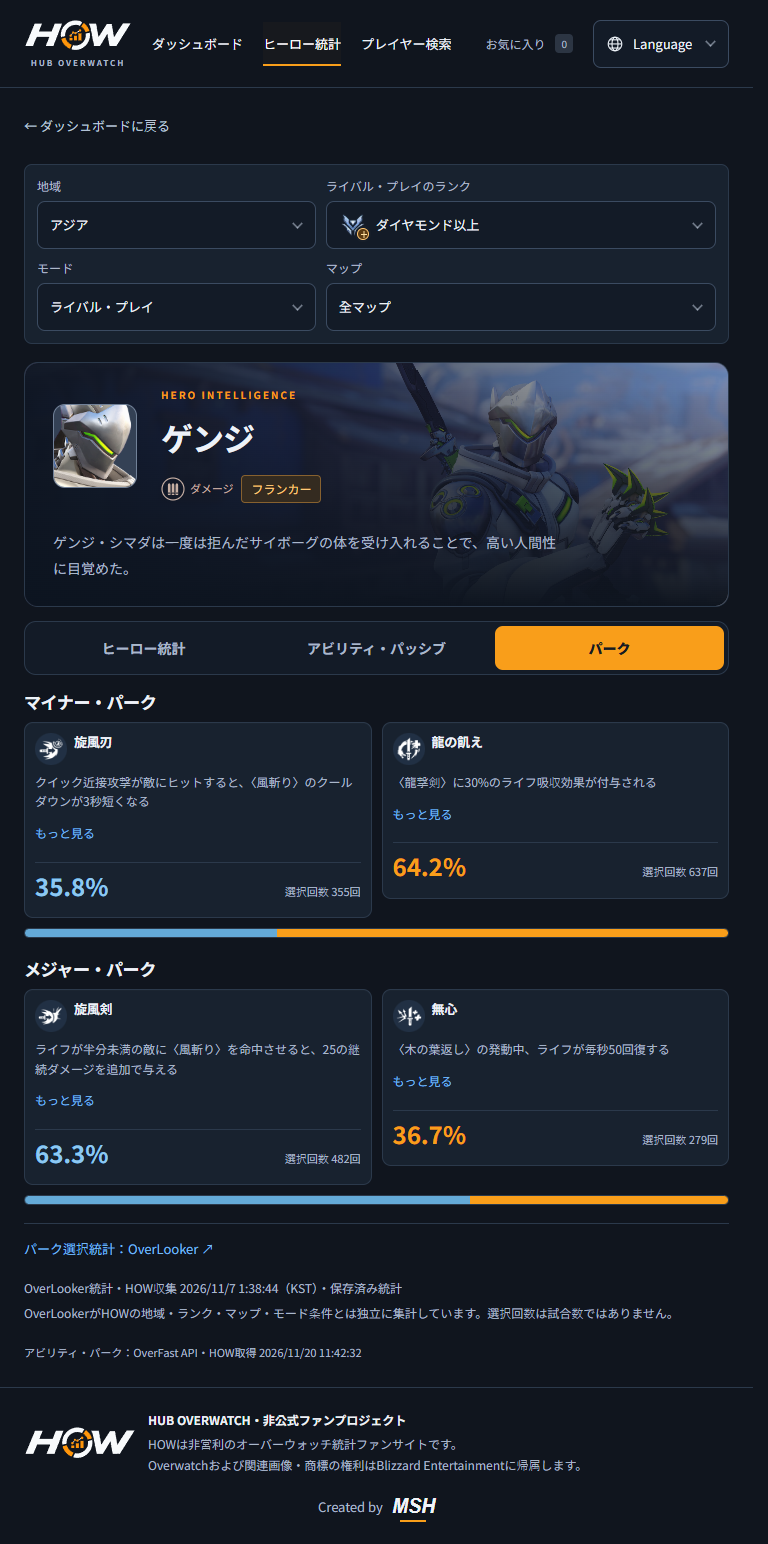 HOW
HUB OVERWATCH
ダッシュボード
ヒーロー統計
プレイヤー検索
お気に入り 0
Language
← ダッシュボードに戻る
地域
ライバル・プレイのランク
アジア
ダイヤモンド以上
モード
マップ
ライバル・プレイ
全マップ
HERO INTELLIGENCE
ゲンジ
ダメージ
フランカー
ゲンジ・シマダは一度は拒んだサイボーグの体を受け入れることで、高い人間性
に目覚めた。
ヒーロー統計
アビリティ・パッシブ
パーク
マイナー・パーク
旋風刃
クイック近接攻撃が敵にヒットすると、〈風斬り〉のクール
ダウンが3秒短くなる
もっと見る
35.8%
選択回数 355回
龍の飢え
〈龍撃剣〉に30%のライフ吸収効果が付与される
もっと見る
64.2%
選択回数 637回
メジャー・パーク
旋風剣
ライフが半分未満の敵に〈風斬り〉を命中させると、25の継
続ダメージを追加で与える
もっと見る
63.3%
選択回数 482回
無心
〈木の葉返し〉の発動中、ライフが毎秒50回復する
もっと見る
36.7%
選択回数 279回
パーク選択統計：OverLooker ↗
OverLooker統計・HOW収集 2026/11/7 1:38:44（KST）・保存済み統計
OverLookerがHOWの地域・ランク・マップ・モード条件とは独立に集計しています。選択回数は試合数ではありません。
アビリティ・パーク：OverFast API・HOW取得 2026/11/20 11:42:32
HOW
HUB OVERWATCH・非公式ファンプロジェクト
HOWは非営利のオーバーウォッチ統計ファンサイトです。
Overwatchおよび関連画像・商標の権利はBlizzard Entertainmentに帰属します。
Created by MSH